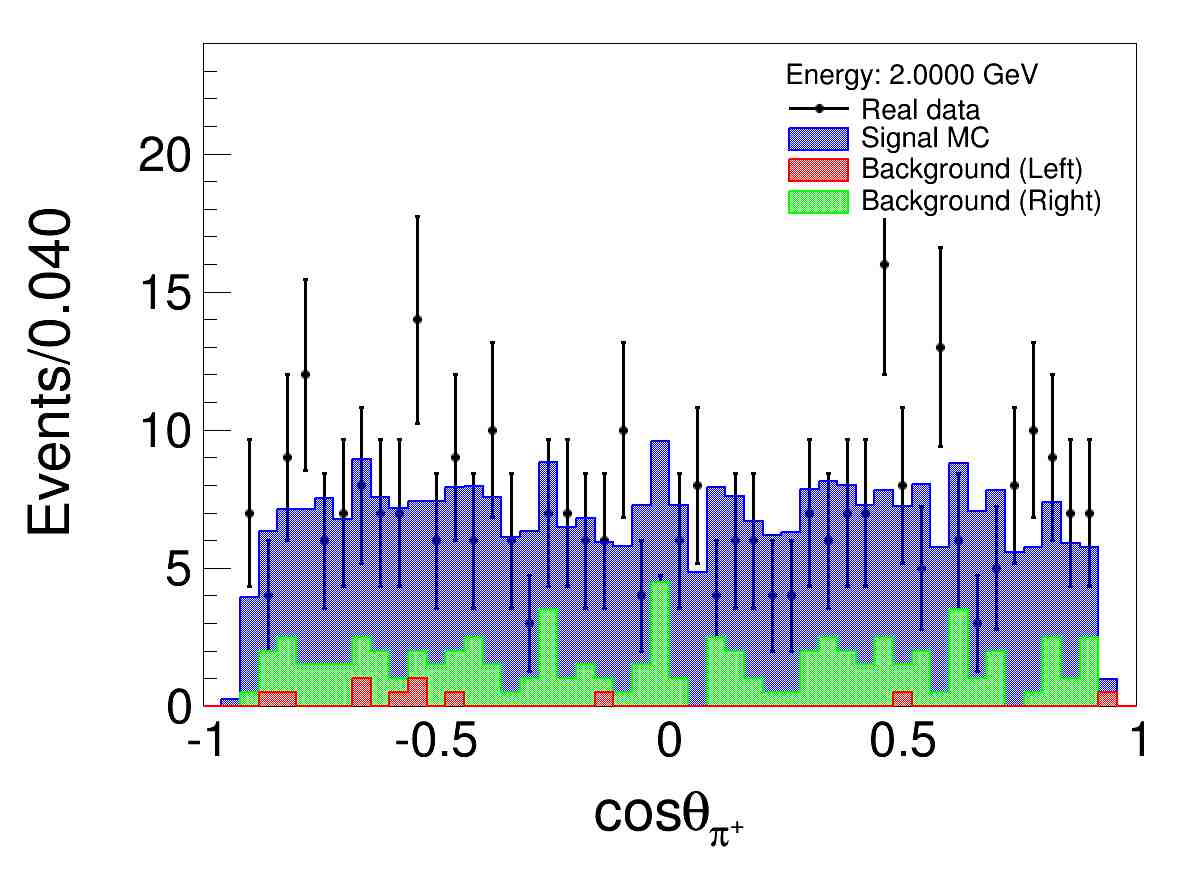 Energy: 2.0000 GeV
Real data
Signal MC
Background (Left)
Background (Right)
Events/0.040
20
15
10
5
0
-1 -0.5 0 0.5 1
cosθπ+